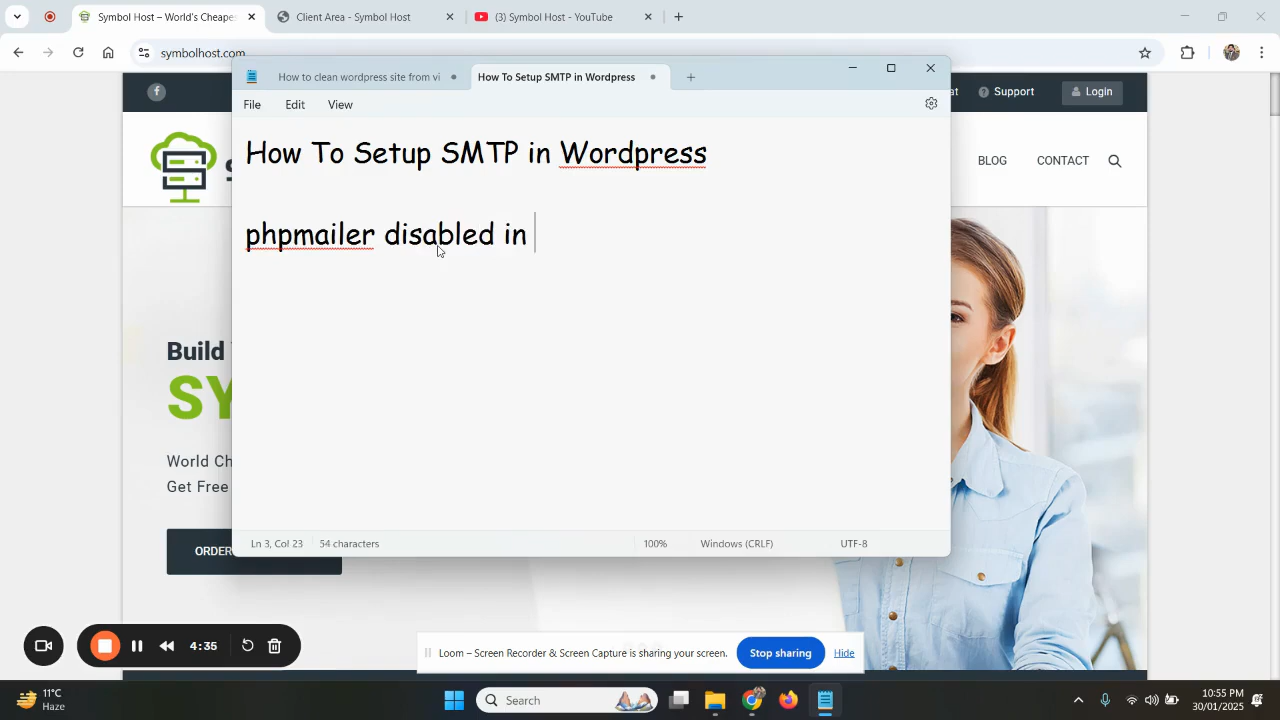 Symbol Host – World's Cheapes
Client Area - Symbol Host
(3) Symbol Host - YouTube
symbolhost.com
How to clean wordpress site from vi
How To Setup SMTP in Wordpress
File Edit View
Support
Login
How To Setup SMTP in Wordpress
BLOG
CONTACT
phpmailer disabled in
Build
SY
World Ch
Get Free
ORDER
Ln 3, Col 23
54 characters
100%
Windows (CRLF)
UTF-8
4:35
Loom – Screen Recorder & Screen Capture is sharing your screen.
Stop sharing
Hide
11°C
Haze
Search
10:55 PM
30/01/2025